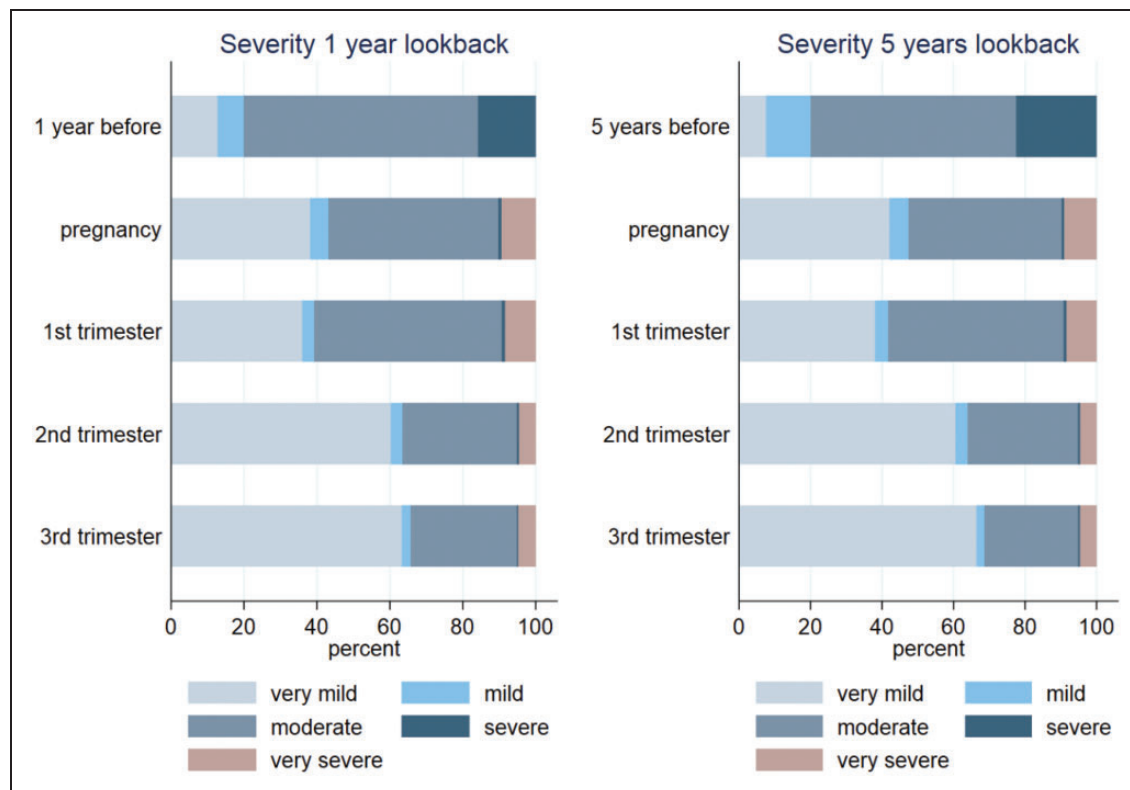 Severity 1 year lookback
1 year before
pregnancy
1st trimester
2nd trimester
3rd trimester
0 20 40 60 80 100
percent
very mild mild
moderate severe
very severe
Severity 5 years lookback
5 years before
pregnancy
1st trimester
2nd trimester
3rd trimester
0 20 40 60 80 100
percent
very mild mild
moderate severe
very severe